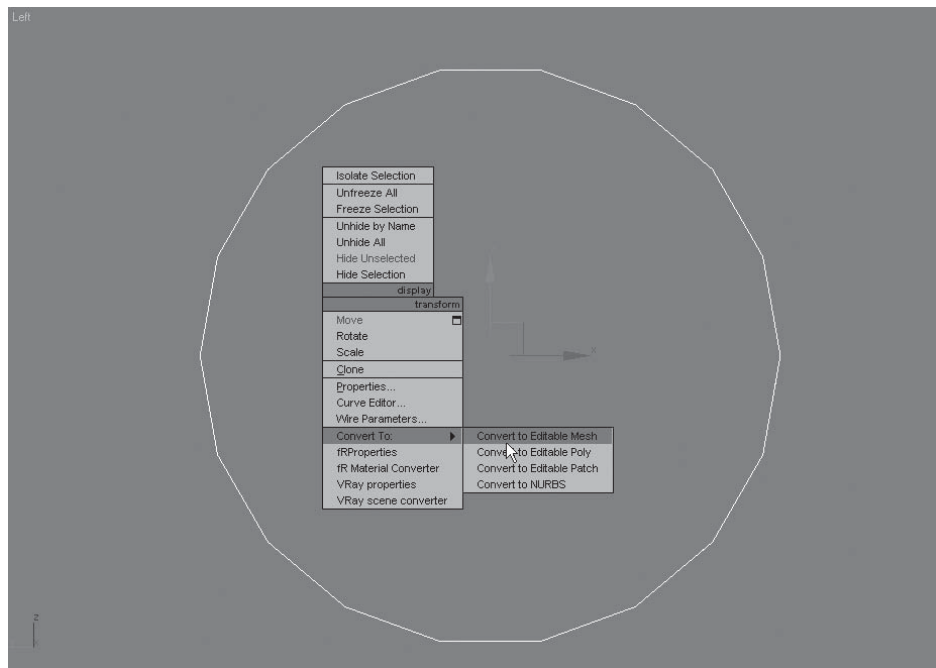 Left
Isolate Selection
Unfreeze All
Freeze Selection
Unhide by Name
Unhide All
Hide Unselected
Hide Selection
display
transform
Move
Rotate
Scale
Clone
Properties...
Curve Editor...
Wire Parameters...
Convert To:
Convert to Editable Mesh
fRProperties
Convert to Editable Poly
fR Material Converter
Convert to Editable Patch
VRay properties
Convert to NURBS
VRay scene converter